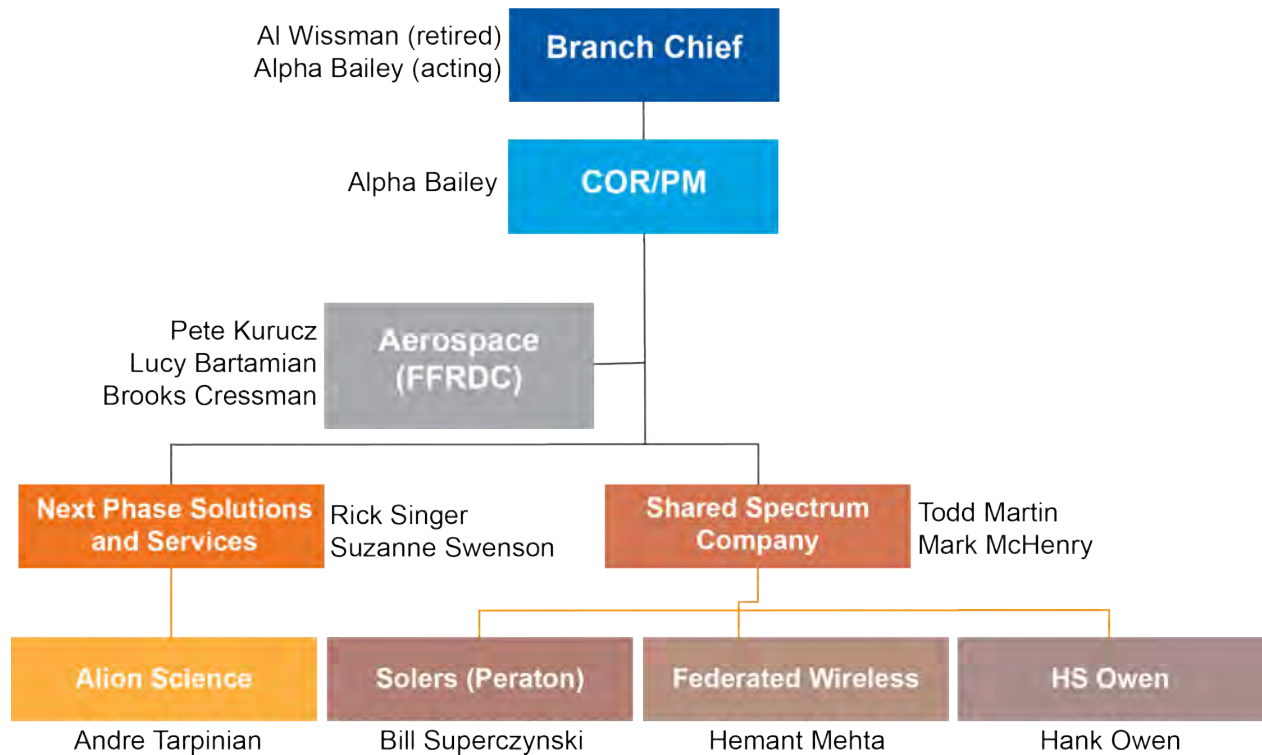 Al Wissman (retired)
Alpha Bailey (acting)
Branch Chief
Alpha Bailey
COR/PM
Pete Kurucz
Lucy Bartamian
Brooks Cressman
Aerospace
(FFRDC)
Next Phase Solutions
and Services
Rick Singer
Suzanne Swenson
Shared Spectrum
Company
Todd Martin
Mark McHenry
Alion Science
Solers (Peraton)
Federated Wireless
HS Owen
Andre Tarpinian
Bill Superczynski
Hemant Mehta
Hank Owen